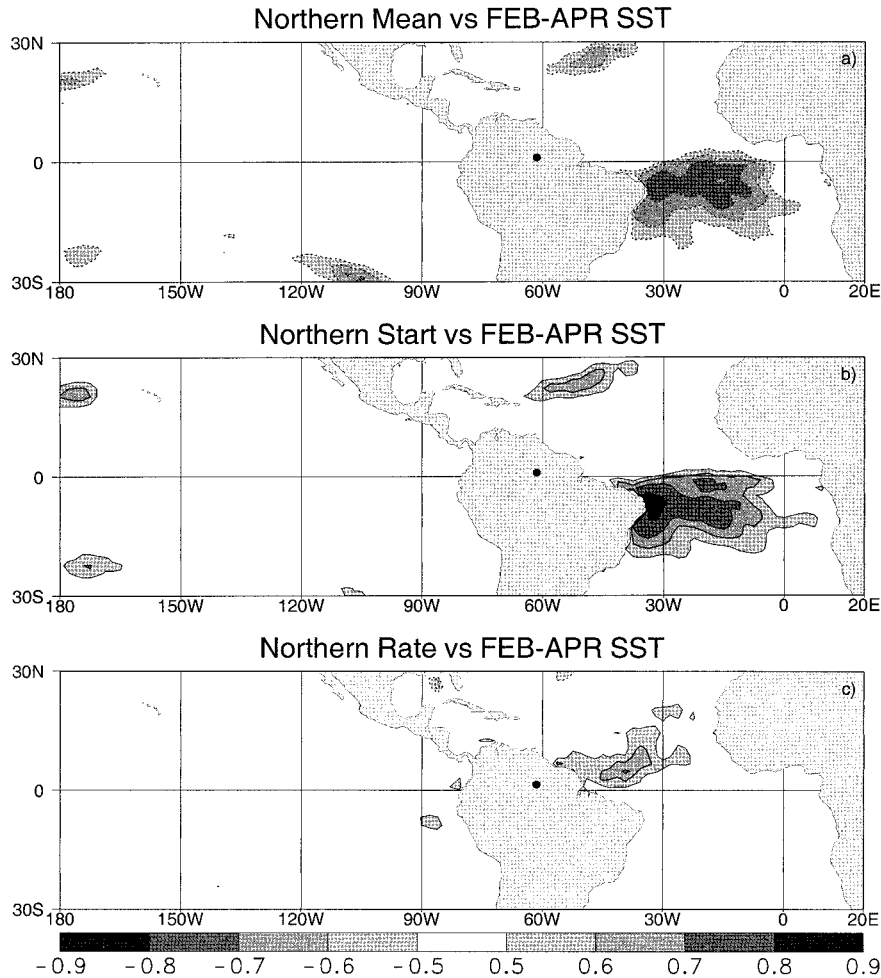 Northern Mean vs FEB-APR SST
30N
a)
0
30S
180 150W 120W 90W 60W 30W 0 20E
Northern Start vs FEB-APR SST
30N
b)
0
30S
180 150W 120W 90W 60W 30W 0 20E
Northern Rate vs FEB-APR SST
30N
c)
0
30S
180 150W 120W 90W 60W 30W 0 20E
-0.9 -0.8 -0.7 -0.6 -0.5 0.5 0.6 0.7 0.8 0.9